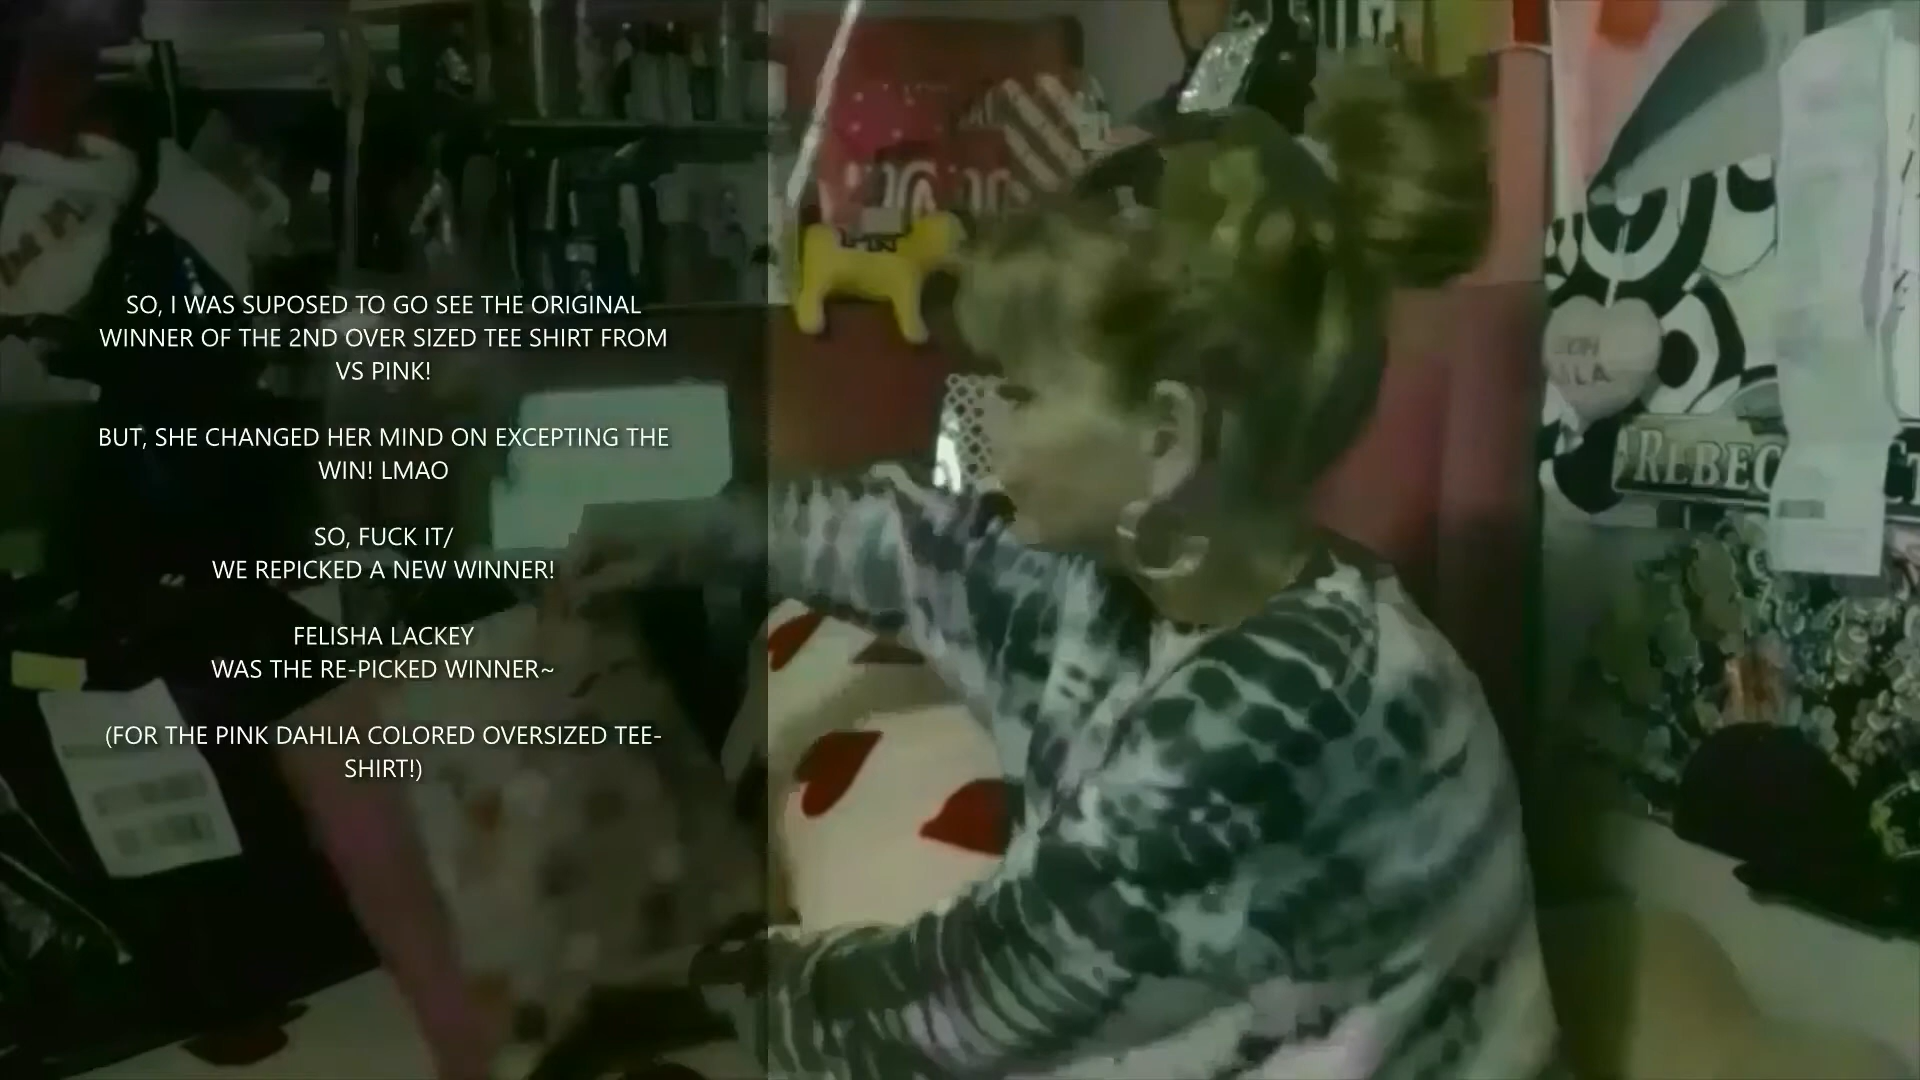 SO, I WAS SUPOSED TO GO SEE THE ORIGINAL
WINNER OF THE 2ND OVER SIZED TEE SHIRT FROM
VS PINK!
BUT, SHE CHANGED HER MIND ON EXCEPTING THE
WIN! LMAO
SO, FUCK IT/
WE REPICKED A NEW WINNER!
FELISHA LACKEY
WAS THE RE-PICKED WINNER~
(FOR THE PINK DAHLIA COLORED OVERSIZED TEE-
SHIRT!)